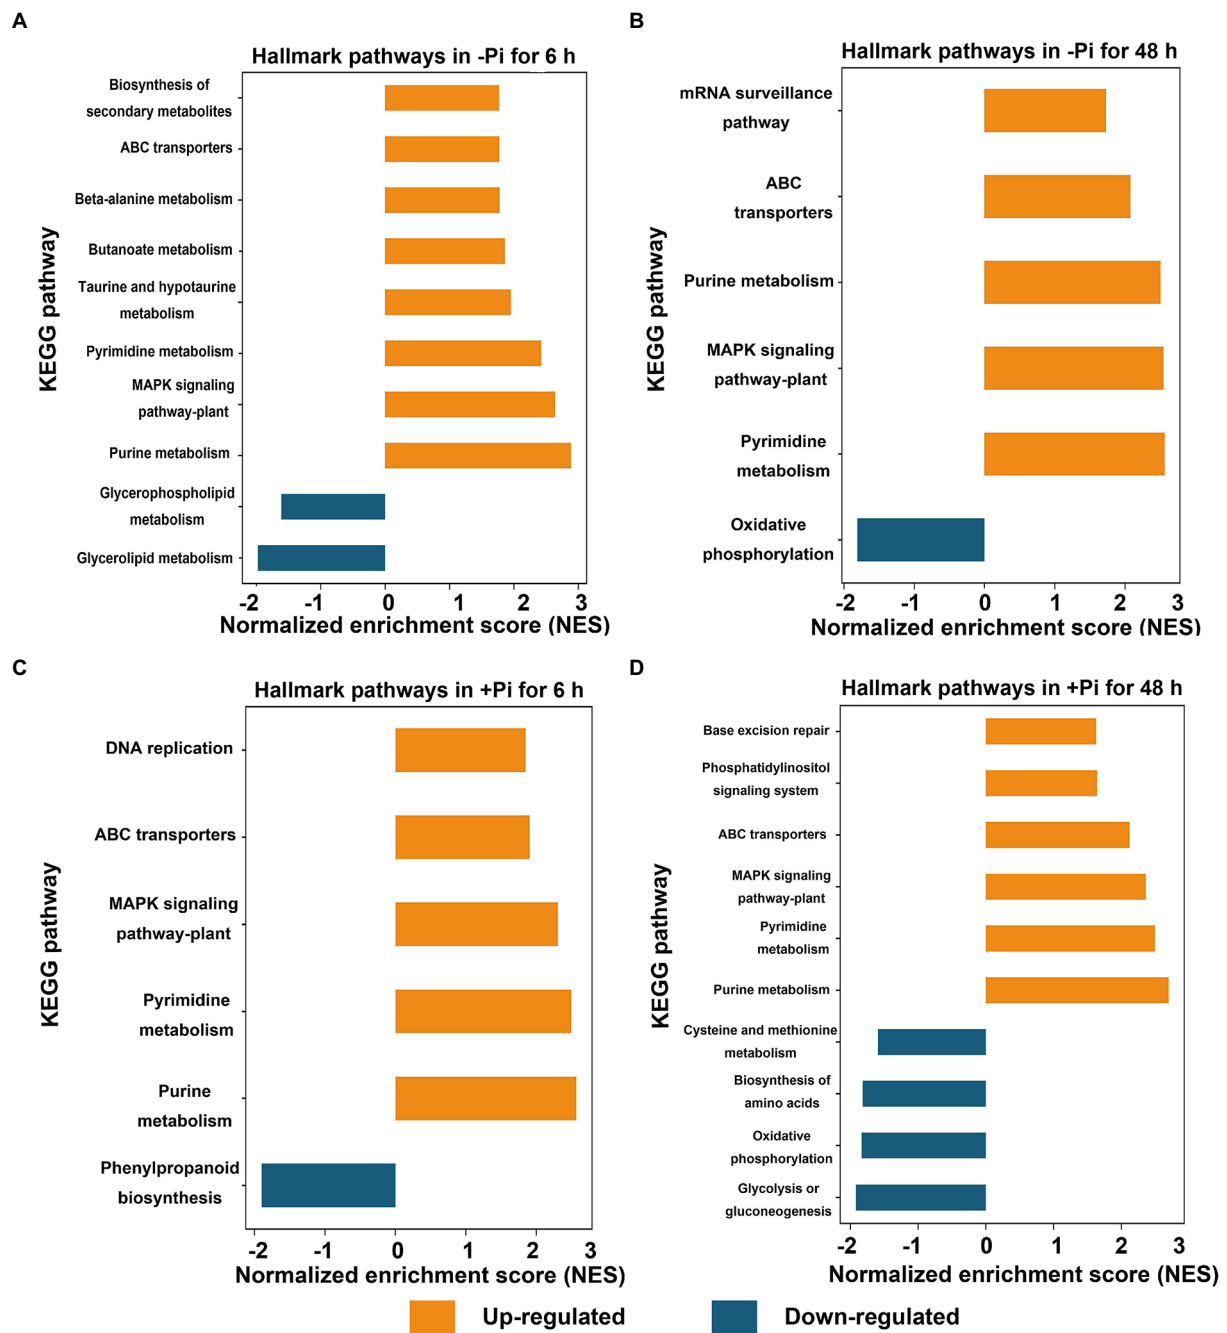 A
Hallmark pathways in -Pi for 6 h
KEGG pathway
Biosynthesis of
secondary metabolites
ABC transporters
Beta-alanine metabolism
Butanoate metabolism
Taurine and hypotaurine
metabolism
Pyrimidine metabolism
MAPK signaling
pathway-plant
Purine metabolism
Glycerophospholipid
metabolism
Glycerolipid metabolism
-2 -1 0 1 2 3
Normalized enrichment score (NES)
B
Hallmark pathways in -Pi for 48 h
KEGG pathway
mRNA surveillance
pathway
ABC
transporters
Purine metabolism
MAPK signaling
pathway-plant
Pyrimidine
metabolism
Oxidative
phosphorylation
-2 -1 0 1 2 3
Normalized enrichment score (NES)
C
Hallmark pathways in +Pi for 6 h
KEGG pathway
DNA replication
ABC transporters
MAPK signaling
pathway-plant
Pyrimidine
metabolism
Purine
metabolism
Phenylpropanoid
biosynthesis
-2 -1 0 1 2 3
Normalized enrichment score (NES)
D
Hallmark pathways in +Pi for 48 h
KEGG pathway
Base excision repair
Phosphatidylinositol
signaling system
ABC transporters
MAPK signaling
pathway-plant
Pyrimidine
metabolism
Purine metabolism
Cysteine and methionine
metabolism
Biosynthesis of
amino acids
Oxidative
phosphorylation
Glycolysis or
gluconeogenesis
-2 -1 0 1 2 3
Normalized enrichment score (NES)
Up-regulated
Down-regulated